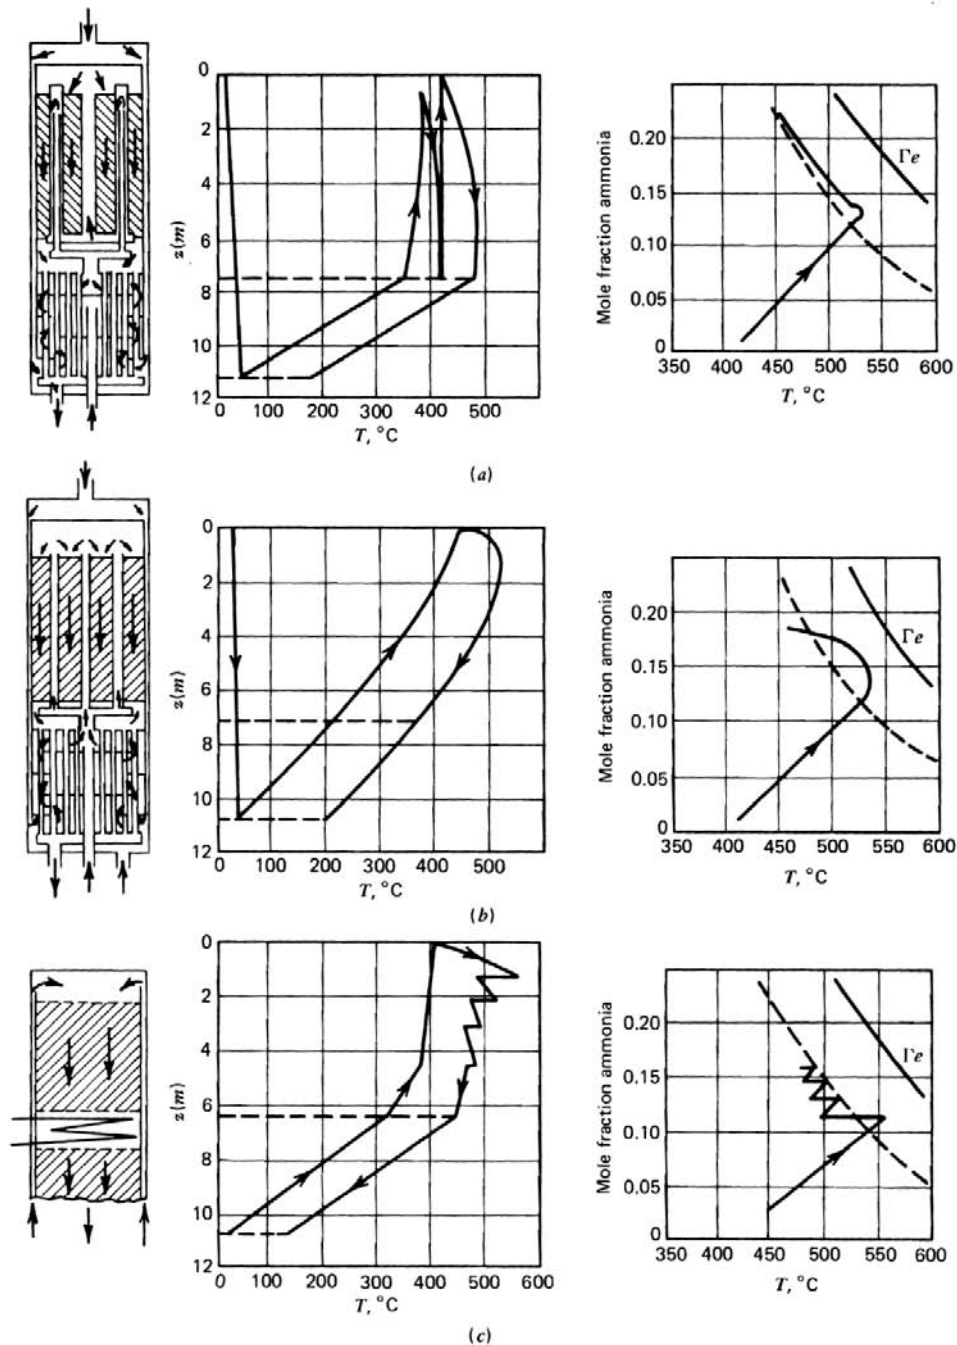 0
2
4
6
8
10
12
z(m)
0 100 200 300 400 500
T, °C
Mole fraction ammonia
0.20
0.15
0.10
0.05
0
350 400 450 500 550 600
T, °C
Γe
(a)
0
2
4
6
8
10
12
z(m)
0 100 200 300 400 500
T, °C
Mole fraction ammonia
0.20
0.15
0.10
0.05
0
350 400 450 500 550 600
T, °C
Γe
(b)
0
2
4
6
8
10
12
z(m)
0 100 200 300 400 500 600
T, °C
Mole fraction ammonia
0.20
0.15
0.10
0.05
0
350 400 450 500 550 600
T, °C
Γe
(c)